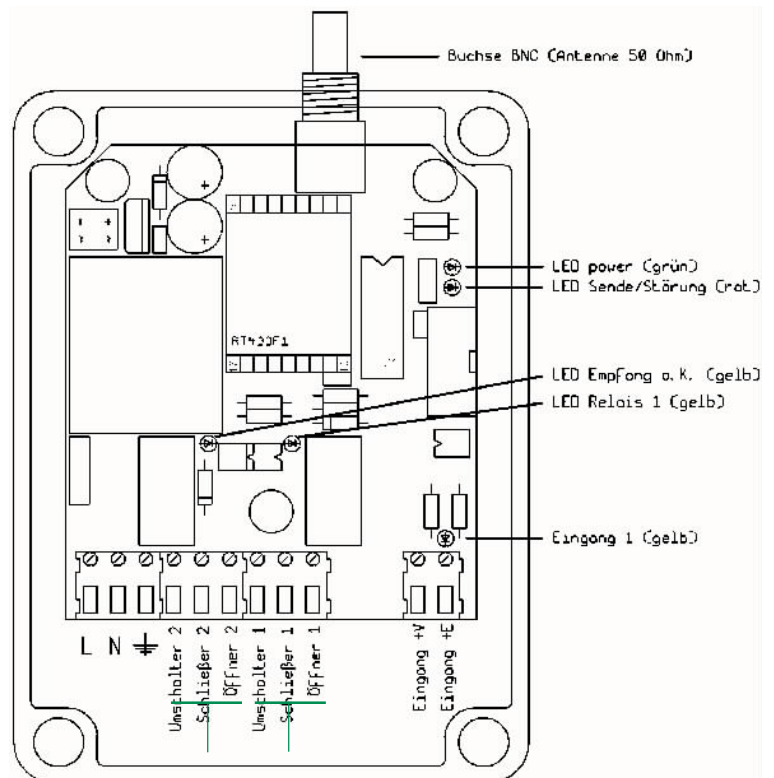 Buchse BNC (Antenne 50 Ohm)
LED power (grün)
LED Sende/Störung (rot)
RT433F1
LED Empfang o.K. (gelb)
LED Relais 1 (gelb)
Eingang 1 (gelb)
L N
Umschalter 2
Schließer 2
Öffner 2
Umschalter 1
Schließer 1
Öffner 1
Eingang +V
Eingang +E